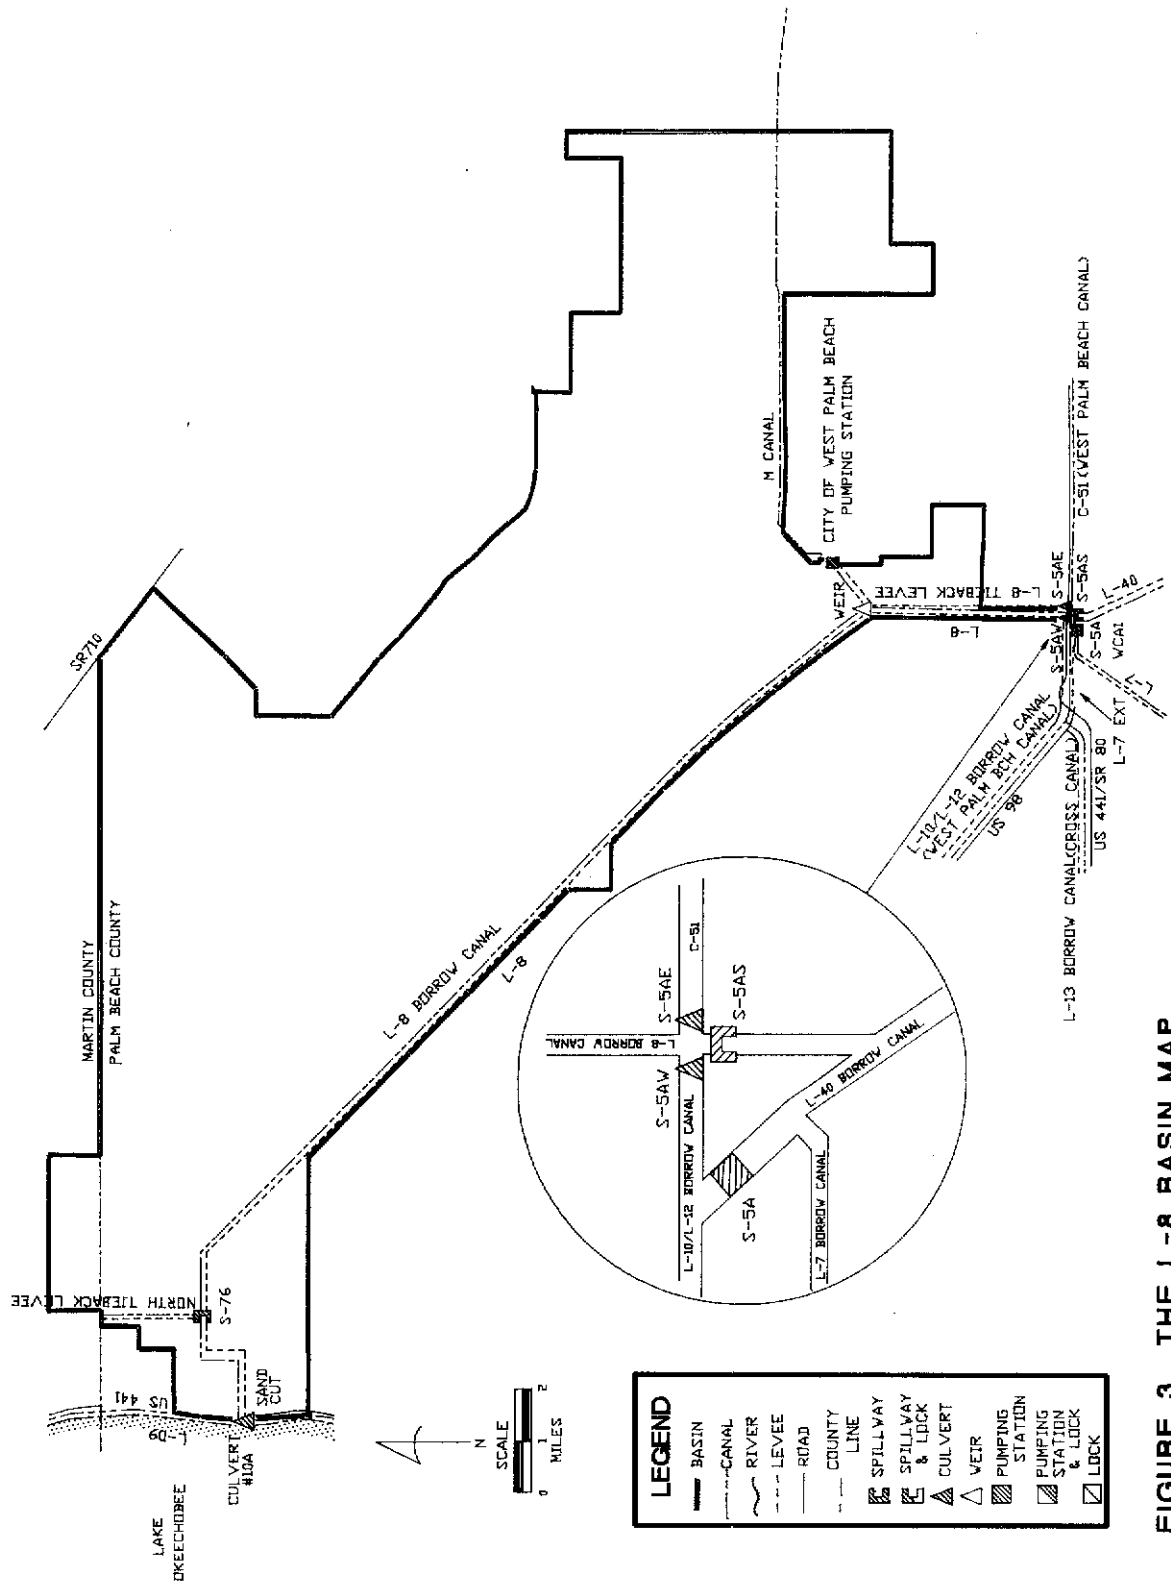 SR710
MARTIN COUNTY
PALM BEACH COUNTY
NORTH TIEBACK LEVEE
S-76
US
441
L-D9
LAKE
OKEECHOBEE
CULVERT
#10A
SAND
CUT
L-8 BORROW CANAL
L-8
M CANAL
CITY OF WEST PALM BEACH
PUMPING STATION
WEIR
L-8 TIEBACK LEVEE
L-8
S-5AE
S-5AS
S-5AW
S-5A
C-51 (WEST PALM BEACH CANAL)
L-40
WCA1
L-7
L-7 EXT
L-10/L-12 BORROW CANAL
(WEST PALM BCH CANAL)
US 98
L-13 BORROW CANAL(CROSS CANAL)
US 441/SR 80
L-8 BORROW CANAL
S-5AE
C-51
S-5AW
S-5AS
L-10/L-12 BORROW CANAL
L-40 BORROW CANAL
S-5A
L-7 BORROW CANAL
N
SCALE
0 1 2
MILES
LEGEND
BASIN
CANAL
RIVER
LEVEE
ROAD
COUNTY
LINE
SPILLWAY
SPILLWAY
& LOCK
CULVERT
WEIR
PUMPING
STATION
PUMPING
STATION
& LOCK
LOCK
FIGURE 3 THE L-8 BASIN MAP